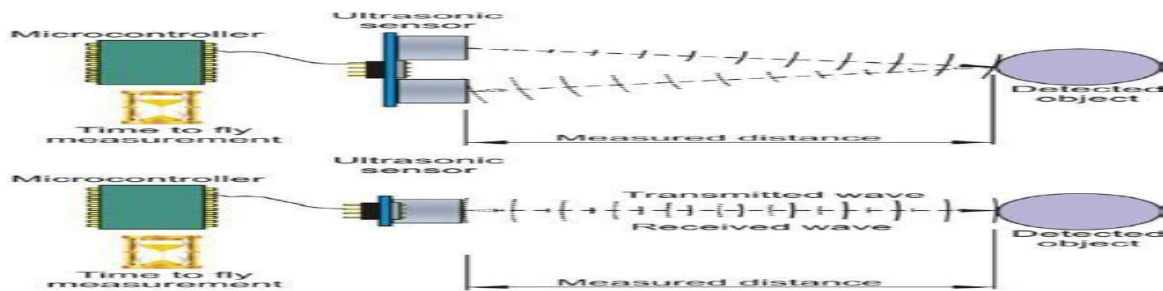 Ultrasonic
sensor
Microcontroller
Time to fly
measurement
Detected
object
Measured distance
Ultrasonic
sensor
Microcontroller
Transmitted wave
Received wave
Time to fly
measurement
Detected
object
Measured distance